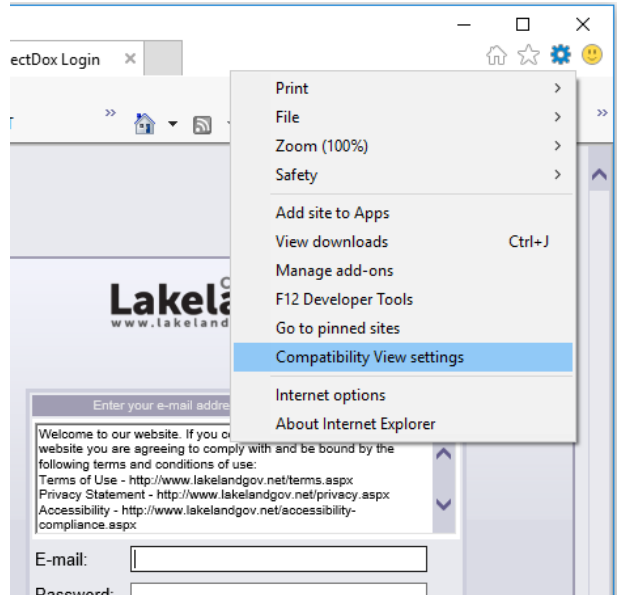 ectDox Login
Print
File
Zoom (100%)
Safety
Add site to Apps
View downloads Ctrl+J
Manage add-ons
F12 Developer Tools
Go to pinned sites
Compatibility View settings
Internet options
About Internet Explorer
Lakela
www.lakeland
Enter your e-mail addre
Welcome to our website. If you co
website you are agreeing to comply with and be bound by the
following terms and conditions of use:
Terms of Use - http://www.lakelandgov.net/terms.aspx
Privacy Statement - http://www.lakelandgov.net/privacy.aspx
Accessibility - http://www.lakelandgov.net/accessibility-
compliance.aspx
E-mail:
Password: